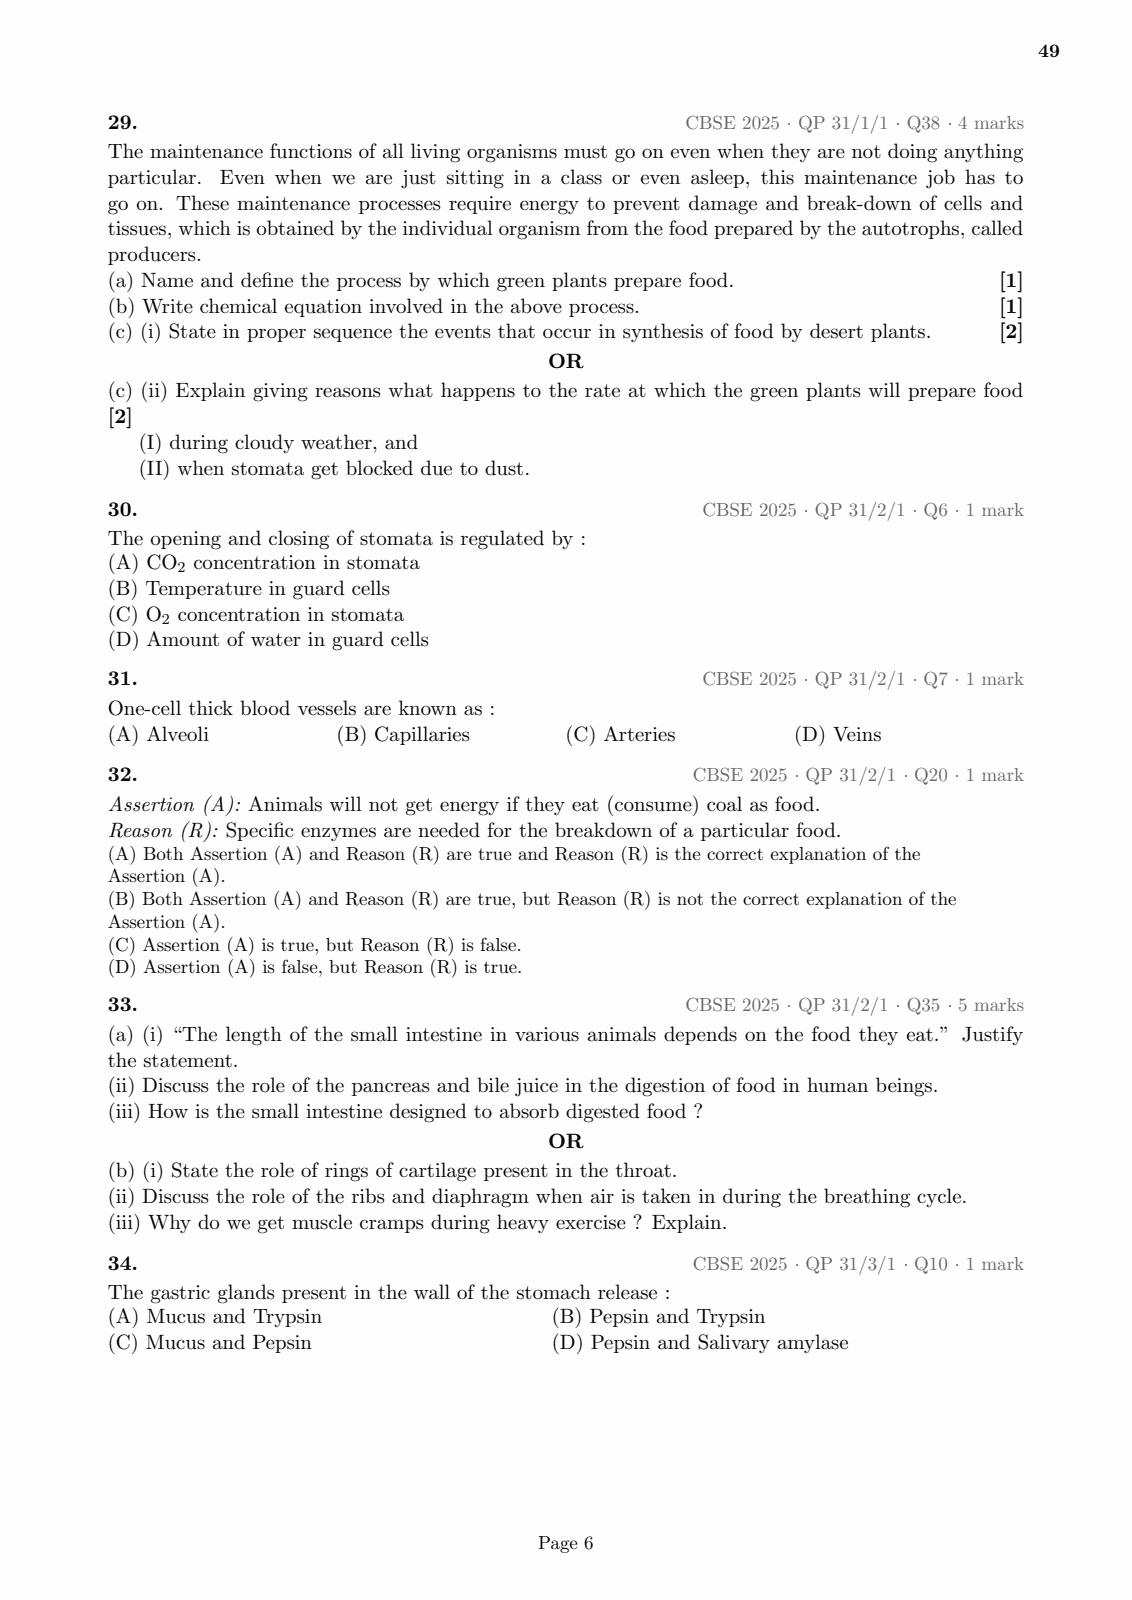 49
29. CBSE 2025 · QP 31/1/1 · Q38 · 4 marks
The maintenance functions of all living organisms must go on even when they are not doing anything
particular. Even when we are just sitting in a class or even asleep, this maintenance job has to
go on. These maintenance processes require energy to prevent damage and break-down of cells and
tissues, which is obtained by the individual organism from the food prepared by the autotrophs, called
producers.
(a) Name and define the process by which green plants prepare food. [1]
(b) Write chemical equation involved in the above process. [1]
(c) (i) State in proper sequence the events that occur in synthesis of food by desert plants. [2]
OR
(c) (ii) Explain giving reasons what happens to the rate at which the green plants will prepare food
[2]
(I) during cloudy weather, and
(II) when stomata get blocked due to dust.
30. CBSE 2025 · QP 31/2/1 · Q6 · 1 mark
The opening and closing of stomata is regulated by :
(A) CO₂ concentration in stomata
(B) Temperature in guard cells
(C) O₂ concentration in stomata
(D) Amount of water in guard cells
31. CBSE 2025 · QP 31/2/1 · Q7 · 1 mark
One-cell thick blood vessels are known as :
(A) Alveoli (B) Capillaries (C) Arteries (D) Veins
32. CBSE 2025 · QP 31/2/1 · Q20 · 1 mark
Assertion (A): Animals will not get energy if they eat (consume) coal as food.
Reason (R): Specific enzymes are needed for the breakdown of a particular food.
(A) Both Assertion (A) and Reason (R) are true and Reason (R) is the correct explanation of the
Assertion (A).
(B) Both Assertion (A) and Reason (R) are true, but Reason (R) is not the correct explanation of the
Assertion (A).
(C) Assertion (A) is true, but Reason (R) is false.
(D) Assertion (A) is false, but Reason (R) is true.
33. CBSE 2025 · QP 31/2/1 · Q35 · 5 marks
(a) (i) “The length of the small intestine in various animals depends on the food they eat.” Justify
the statement.
(ii) Discuss the role of the pancreas and bile juice in the digestion of food in human beings.
(iii) How is the small intestine designed to absorb digested food ?
OR
(b) (i) State the role of rings of cartilage present in the throat.
(ii) Discuss the role of the ribs and diaphragm when air is taken in during the breathing cycle.
(iii) Why do we get muscle cramps during heavy exercise ? Explain.
34. CBSE 2025 · QP 31/3/1 · Q10 · 1 mark
The gastric glands present in the wall of the stomach release :
(A) Mucus and Trypsin (B) Pepsin and Trypsin
(C) Mucus and Pepsin (D) Pepsin and Salivary amylase
Page 6